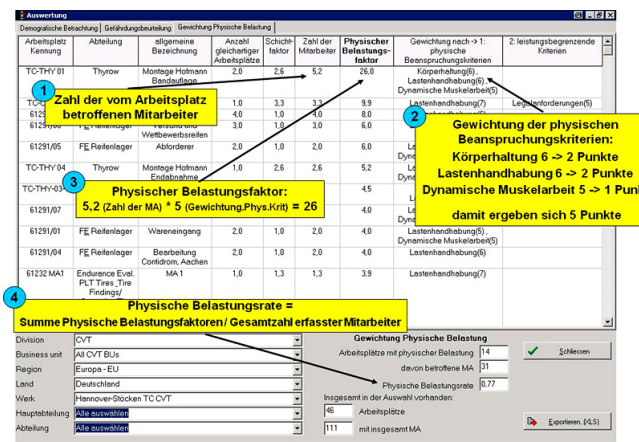 Auswertung
Demografische Betrachtung Gefährdungsbeurteilung Gewichtung Physische Belastung
Arbeitsplatz Kennung Abteilung allgemeine Bezeichnung Anzahl gleichartiger Arbeitsplätze Schicht-faktor Zahl der Mitarbeiter Physischer Belastungs-faktor Gewichtung nach -> 1: physische Beanspruchungskriterien 2: leistungsbegrenzende Kriterien
TC-THY 01 Thyrow Montage Hofmann Bandauflage 2,0 2,6 5,2 26,0 Körperhaltung(6), Lastenhandhabung(6), Dynamische Muskelarbeit(5)
1,0 3,3 3,3 9,9 Lastenhandhabung(7)
4,0 1,0 4,0 8,0
FE Reifenlager Wettbewerbsreifen 3,0 1,0 3,0 6,0
61291/05 FE Reifenlager Abforderer 2,0 1,0 2,0 6,0
TC-THY 04 Thyrow Montage Hofmann Endabnahme 1,0 2,6 2,6 5,2
TC-THY-03 4,5
61291/07 4,0
61291/01 FE Reifenlager Wareneingang 2,0 1,0 2,0 4,0 Lastenhandhabung(5), Dynamische Muskelarbeit(5)
61291/04 FE Reifenlager Bearbeitung Contidrom, Aachen 2,0 1,0 2,0 4,0 Lastenhandhabung(6)
61232 MA1 Endurance Eval. PLT Tires ,Tire Findings/ MA 1 1,0 1,3 1,3 3,9 Lastenhandhabung(7)
1
Zahl der vom Arbeitsplatz
betroffenen Mitarbeiter
2
Gewichtung der physischen
Beanspruchungskriterien:
Körperhaltung 6 -> 2 Punkte
Lastenhandhabung 6 -> 2 Punkte
Dynamische Muskelarbeit 5 -> 1 Punkt
damit ergeben sich 5 Punkte
3
Physischer Belastungsfaktor:
5,2 (Zahl der MA) * 5 (Gewichtung.Phys.Krit) = 26
4
Physische Belastungsrate =
Summe Physische Belastungsfaktoren / Gesamtzahl erfasster Mitarbeiter
Division CVT
Business unit All CVT BUs
Region Europa - EU
Land Deutschland
Werk Hannover-Stöcken TC CVT
Hauptabteilung Alle auswählen
Abteilung Alle auswählen
Gewichtung Physische Belastung
Arbeitsplätze mit physischer Belastung 14
davon betroffene MA 31
Physische Belastungsrate 0,77
Insgesamt in der Auswahl vorhanden:
46 Arbeitsplätze
111 mit insgesamt MA
Schliessen
Exportieren..(XLS)